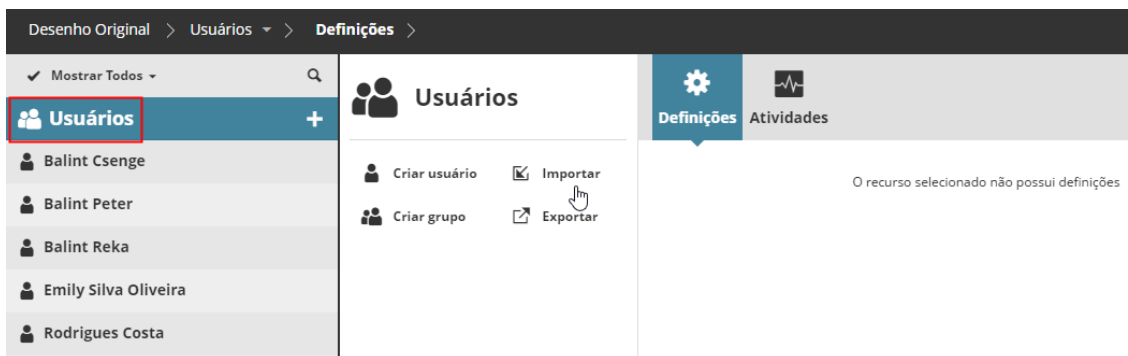 Desenho Original > Usuários > Definições >
Mostrar Todos
Usuários +
Balint Csenge
Balint Peter
Balint Reka
Emily Silva Oliveira
Rodrigues Costa
Usuários
Criar usuário Importar
Criar grupo Exportar
Definições Atividades
O recurso selecionado não possui definições